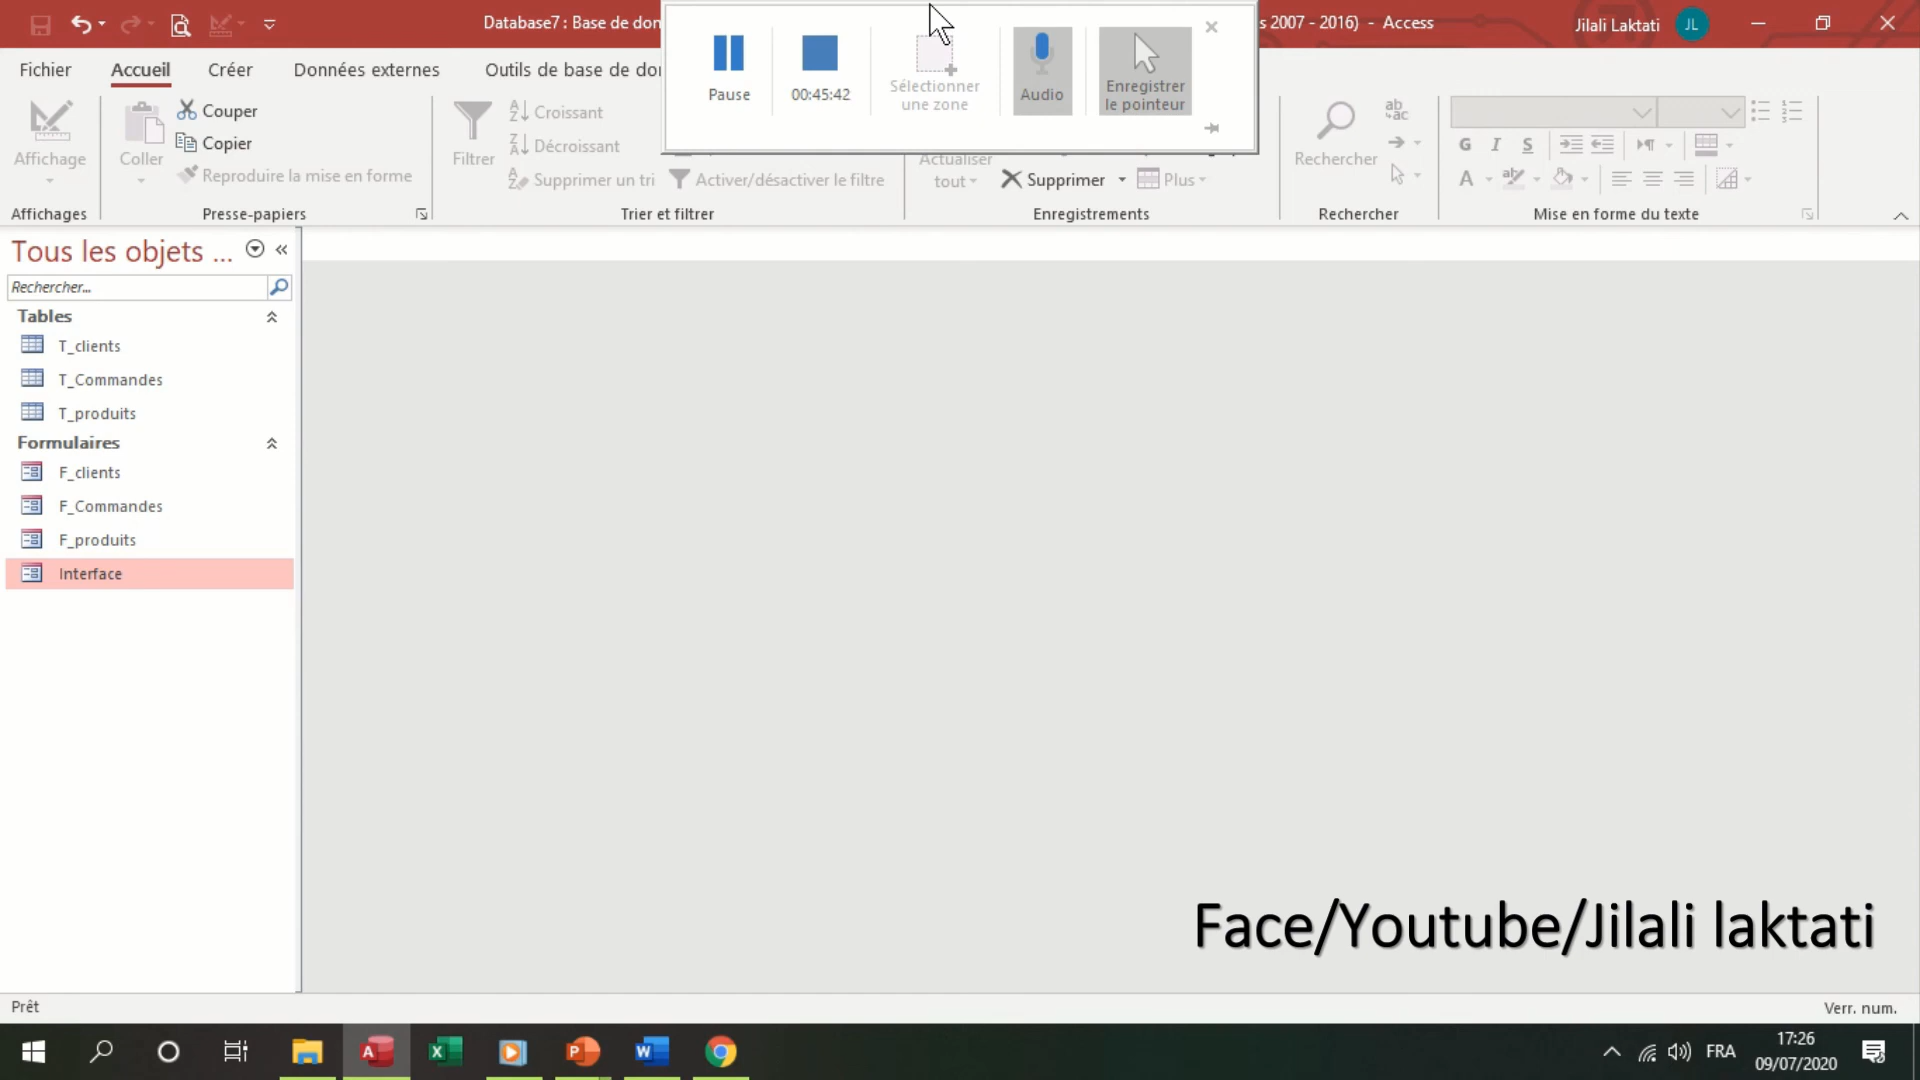 Database7 : Base de don
s 2007 - 2016) - Access
Jilali Laktati
JL
Fichier
Accueil
Créer
Données externes
Outils de base de do
Pause
00:45:42
Sélectionner
une zone
Audio
Enregistrer
le pointeur
Affichage
Coller
Couper
Copier
Reproduire la mise en forme
Filtrer
Croissant
Décroissant
Supprimer un tri
Activer/désactiver le filtre
Actualiser
tout
Supprimer
Plus
Rechercher
ab
ac
G I S
A
Affichages
Presse-papiers
Trier et filtrer
Enregistrements
Rechercher
Mise en forme du texte
Tous les objets ...
Rechercher...
Tables
T_clients
T_Commandes
T_produits
Formulaires
F_clients
F_Commandes
F_produits
Interface
Face/Youtube/Jilali laktati
Prêt
Verr. num.
FRA
17:26
09/07/2020